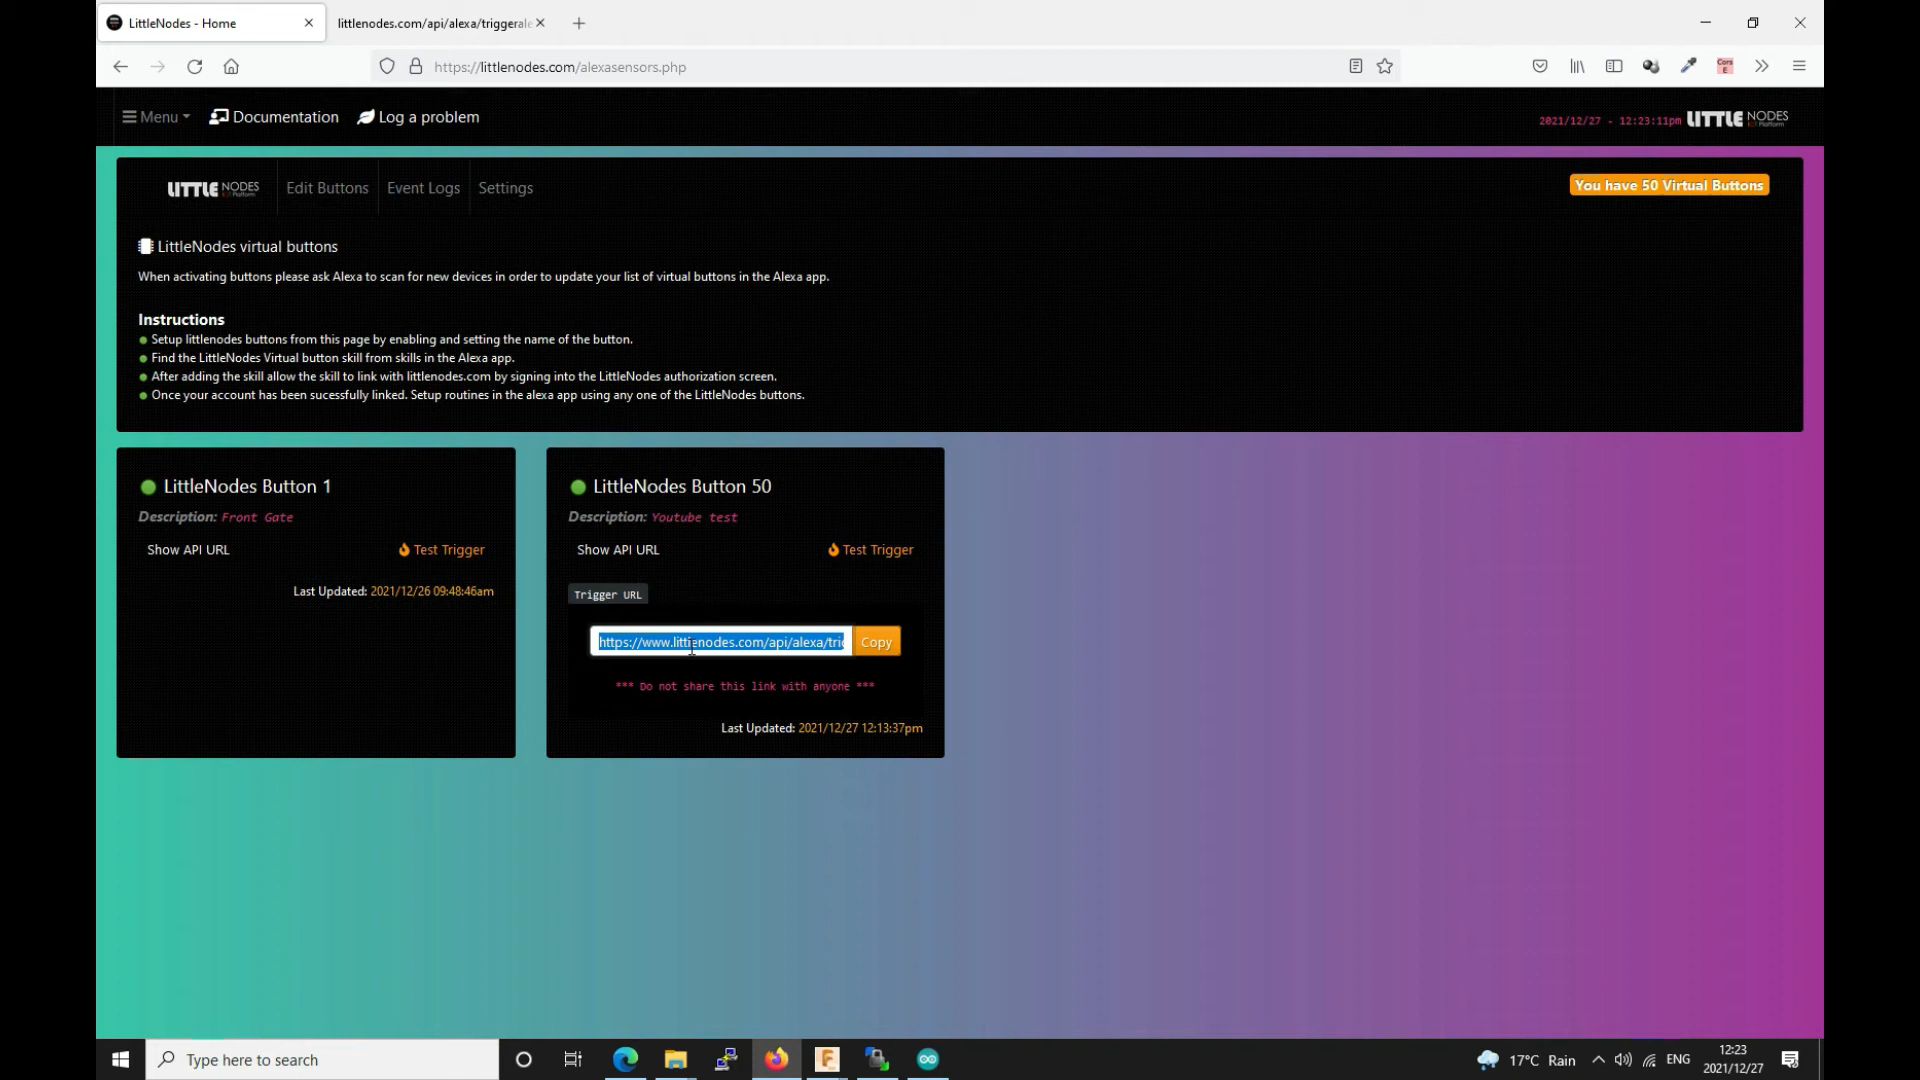 LittleNodes - Home
littlenodes.com/api/alexa/triggerale
https://littlenodes.com/alexasensors.php
Cors
E
Menu
Documentation
Log a problem
2021/12/27 - 12:23:11pm
LITTLE NODES
Platform
LITTLE NODES
Platform
Edit Buttons
Event Logs
Settings
You have 50 Virtual Buttons
LittleNodes virtual buttons
When activating buttons please ask Alexa to scan for new devices in order to update your list of virtual buttons in the Alexa app.
Instructions
Setup littlenodes buttons from this page by enabling and setting the name of the button.
Find the LittleNodes Virtual button skill from skills in the Alexa app.
After adding the skill allow the skill to link with littlenodes.com by signing into the LittleNodes authorization screen.
Once your account has been sucessfully linked. Setup routines in the alexa app using any one of the LittleNodes buttons.
LittleNodes Button 1
Description: Front Gate
Show API URL
Test Trigger
Last Updated: 2021/12/26 09:48:46am
LittleNodes Button 50
Description: Youtube test
Show API URL
Test Trigger
Trigger URL
https://www.littlenodes.com/api/alexa/tri
Copy
*** Do not share this link with anyone ***
Last Updated: 2021/12/27 12:13:37pm
Type here to search
F
17°C Rain
ENG
12:23
2021/12/27